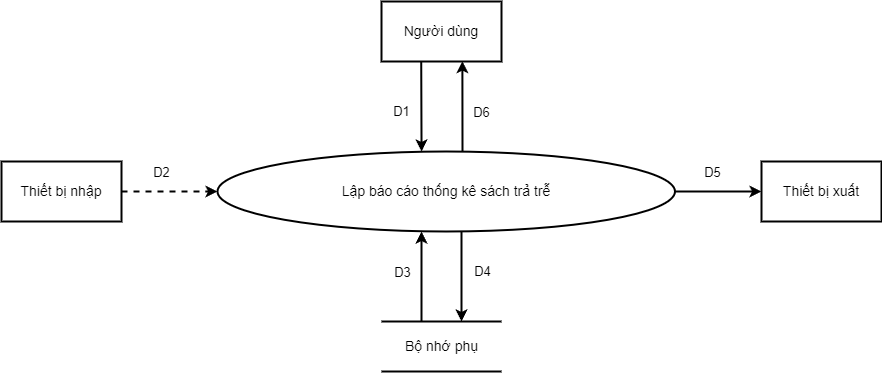 Người dùng
D1
D6
Thiết bị nhập
D2
Lập báo cáo thống kê sách trả trễ
D5
Thiết bị xuất
D3
D4
Bộ nhớ phụ